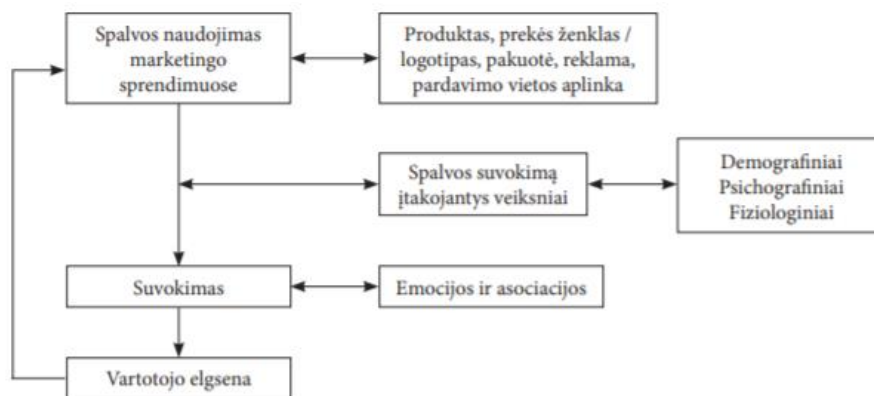 Spalvos naudojimas
marketingo
sprendimuose
Produktas, prekės ženklas /
logotipas, pakuotė, reklama,
pardavimo vietos aplinka
Spalvos suvokimą
įtakojantys veiksniai
Demografiniai
Psichografiniai
Fiziologiniai
Suvokimas
Emocijos ir asociacijos
Vartotojo elgsena